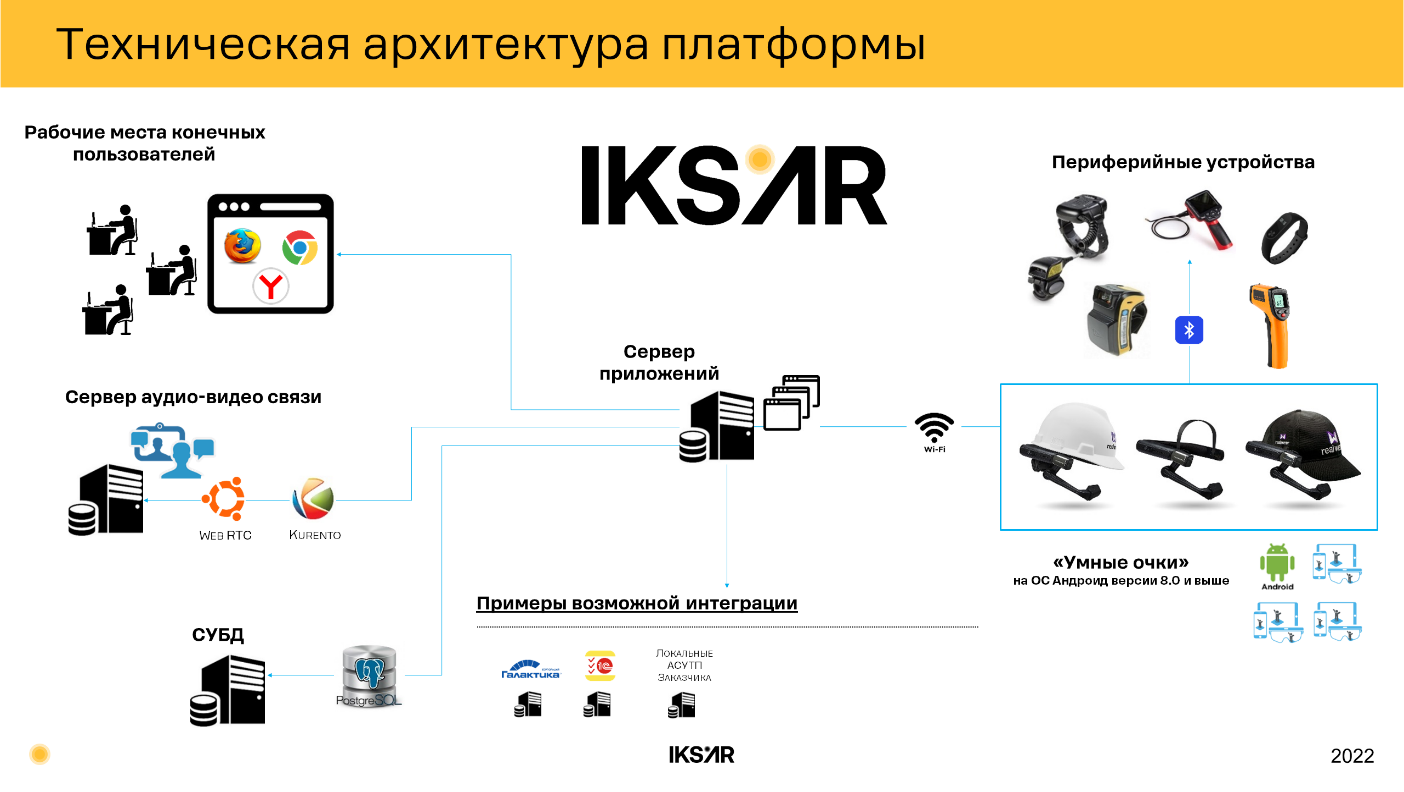 Техническая архитектура платформы
Рабочие места конечных
пользователей
IKSAR
Периферийные устройства
Сервер
приложений
Сервер аудио-видео связи
Wi-Fi
WEB RTC
KURENTO
«Умные очки»
на ОС Андроид версии 8.0 и выше
Android
Примеры возможной интеграции
СУБД
PostgreSQL
Галактика
1С
ЛОКАЛЬНЫЕ
АСУТП
ЗАКАЗЧИКА
IKSAR
2022